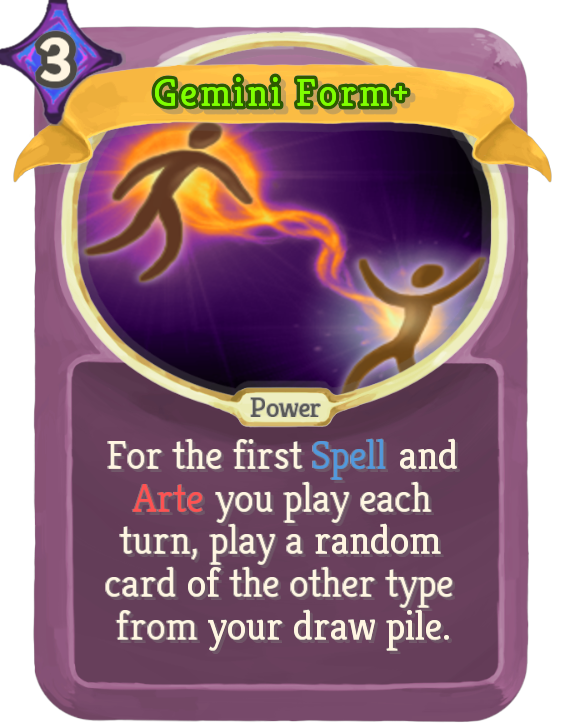 3
Gemini Form+
Power
For the first Spell and
Arte you play each
turn, play a random
card of the other type
from your draw pile.